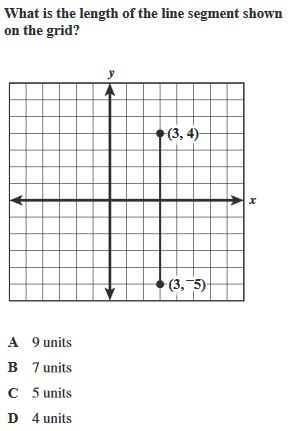 What is the length of the line segment shown
on the grid?
y
(3, 4)
x
(3, ⁻5)
A 9 units
B 7 units
C 5 units
D 4 units